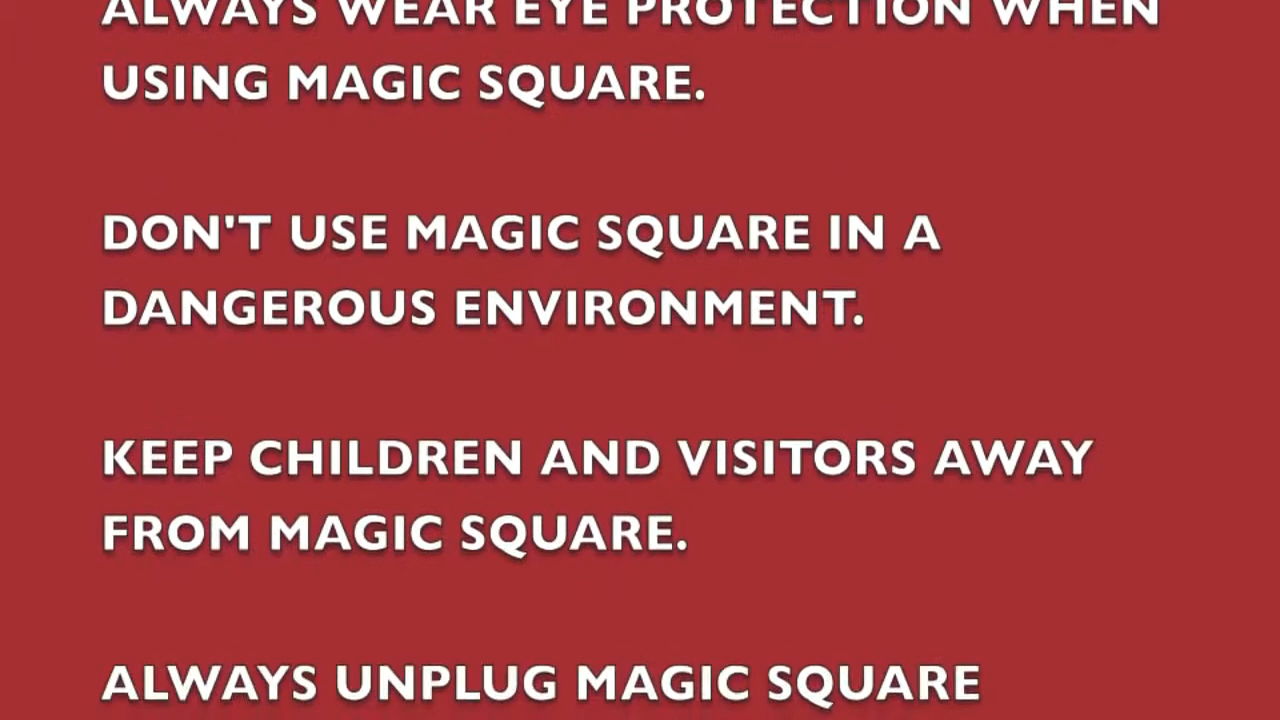 ALWAYS WEAR EYE PROTECTION WHEN
USING MAGIC SQUARE.
DON'T USE MAGIC SQUARE IN A
DANGEROUS ENVIRONMENT.
KEEP CHILDREN AND VISITORS AWAY
FROM MAGIC SQUARE.
ALWAYS UNPLUG MAGIC SQUARE